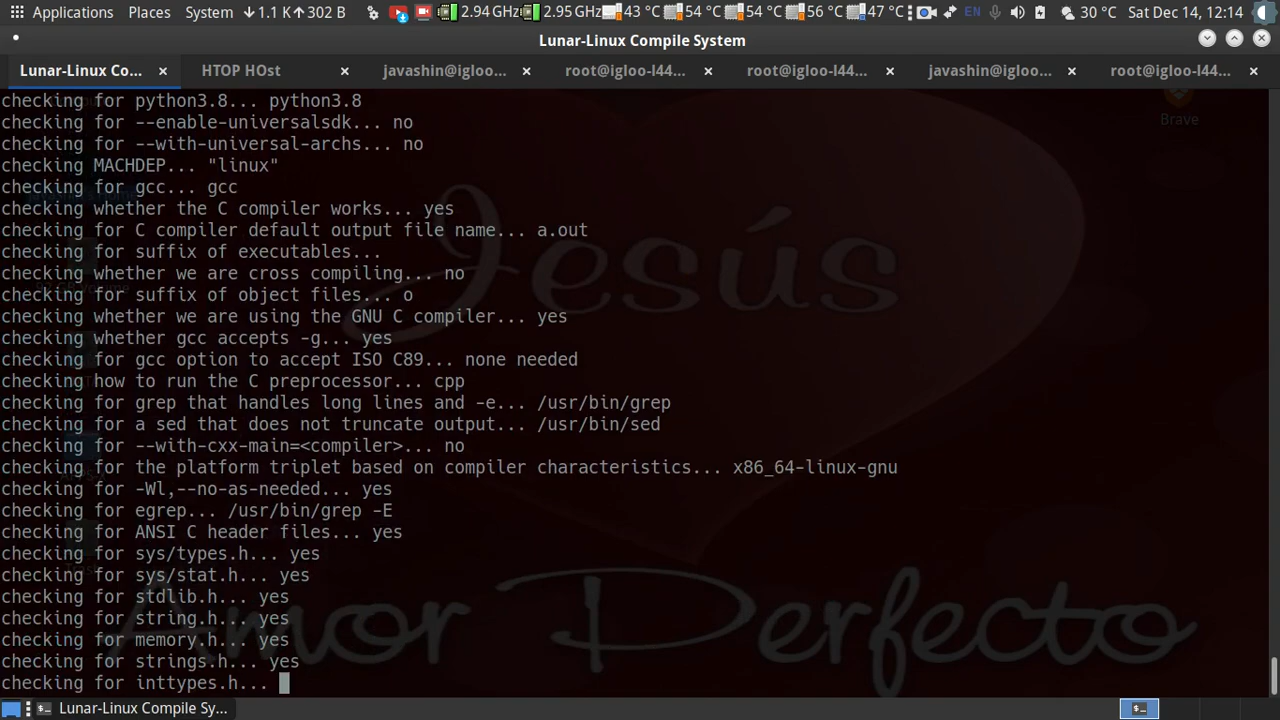 Applications Places System 1.1 K 302 B 2.94 GHz 2.95 GHz 43 °C 54 °C 54 °C 56 °C 47 °C EN 30 °C Sat Dec 14, 12:14
Lunar-Linux Compile System
Lunar-Linux Co... HTOP HOst javashin@igloo... root@igloo-l44... root@igloo-l44... javashin@igloo... root@igloo-l44...
checking for python3.8... python3.8
checking for --enable-universalsdk... no
checking for --with-universal-archs... no
checking MACHDEP... "linux"
checking for gcc... gcc
checking whether the C compiler works... yes
checking for C compiler default output file name... a.out
checking for suffix of executables...
checking whether we are cross compiling... no
checking for suffix of object files... o
checking whether we are using the GNU C compiler... yes
checking whether gcc accepts -g... yes
checking for gcc option to accept ISO C89... none needed
checking how to run the C preprocessor... cpp
checking for grep that handles long lines and -e... /usr/bin/grep
checking for a sed that does not truncate output... /usr/bin/sed
checking for --with-cxx-main=<compiler>... no
checking for the platform triplet based on compiler characteristics... x86_64-linux-gnu
checking for -Wl,--no-as-needed... yes
checking for egrep... /usr/bin/grep -E
checking for ANSI C header files... yes
checking for sys/types.h... yes
checking for sys/stat.h... yes
checking for stdlib.h... yes
checking for string.h... yes
checking for memory.h... yes
checking for strings.h... yes
checking for inttypes.h...
Brave
Jesús
Amor Perfecto
Lunar-Linux Compile Sy...